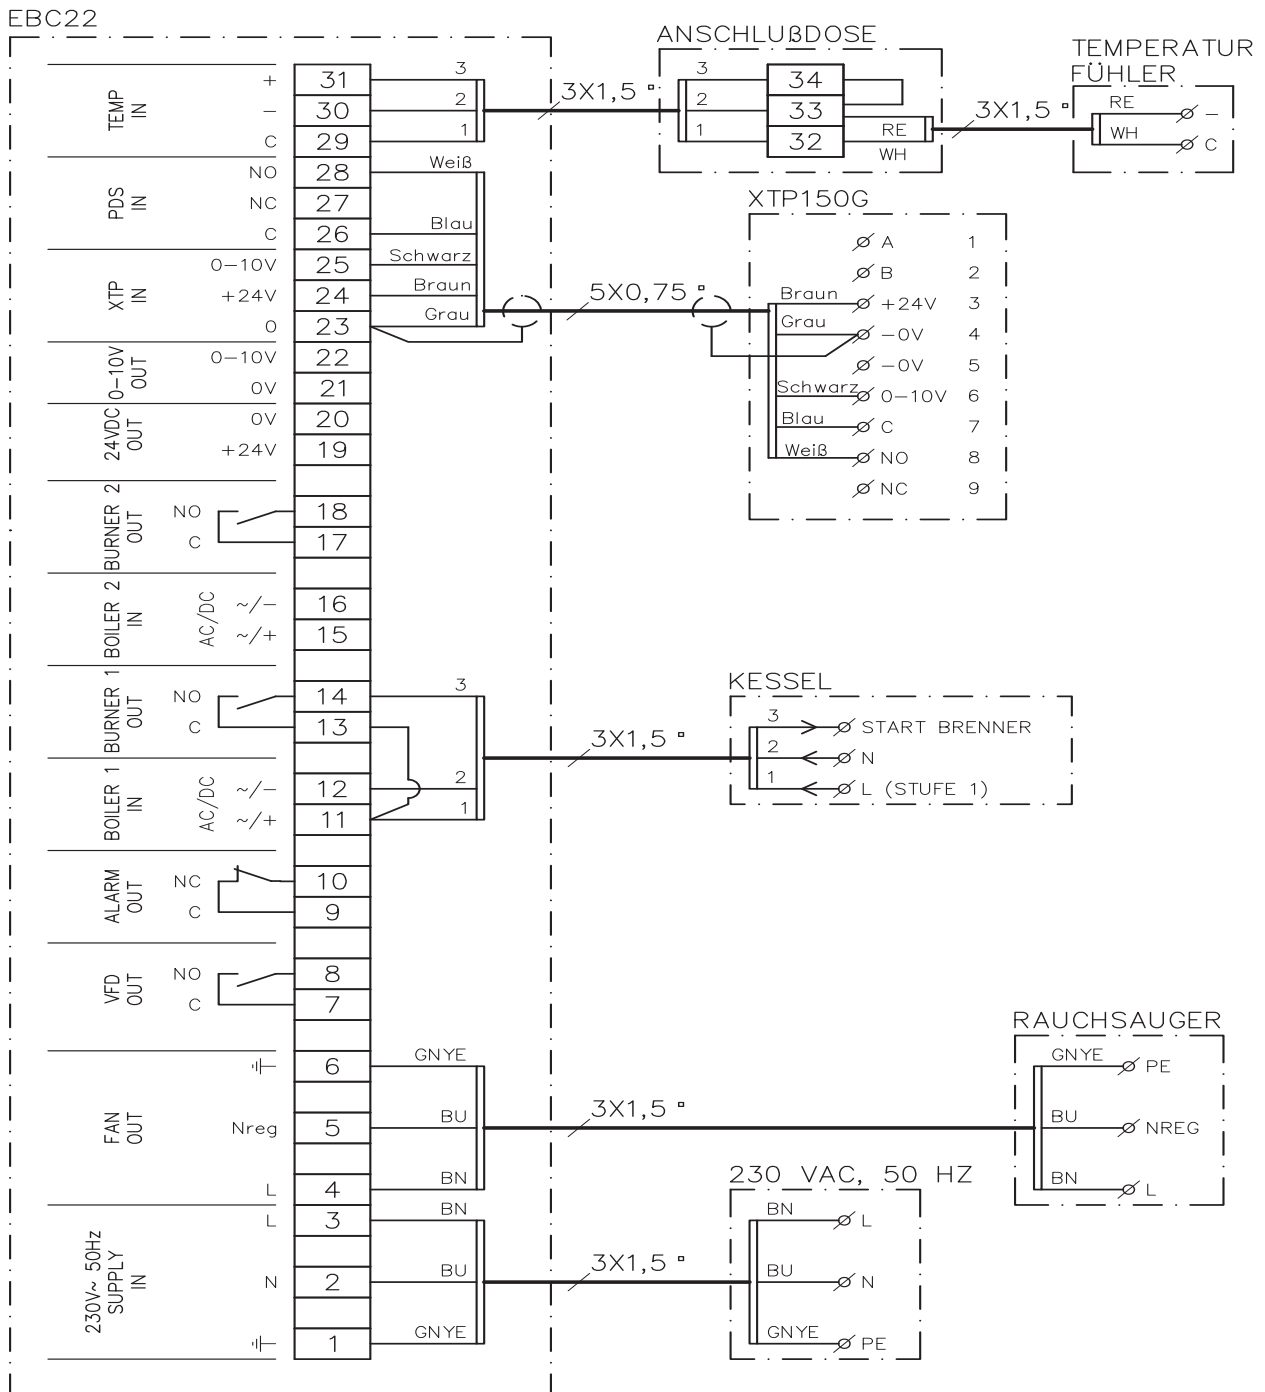 EBC22
ANSCHLUßDOSE
TEMPERATUR
FÜHLER
TEMP
IN
+
31
3
3X1,5 ▫
3
34
−
30
2
2
33
C
29
1
1
32
RE
WH
3X1,5 ▫
RE
−
WH
C
PDS
IN
NO
28
Weiß
NC
27
C
26
Blau
XTP
IN
0−10V
25
Schwarz
+24V
24
Braun
0
23
Grau
5X0,75 ▫
XTP150G
A 1
B 2
Braun +24V 3
Grau −0V 4
−0V 5
Schwarz 0−10V 6
Blau C 7
Weiß NO 8
NC 9
0−10V
OUT
0−10V
22
0V
21
24VDC
OUT
0V
20
+24V
19
BURNER 2
OUT
NO
18
C
17
BOILER 2
IN
AC/DC
~/−
16
~/+
15
BURNER 1
OUT
NO
14
3
C
13
BOILER 1
IN
AC/DC
~/−
12
2
~/+
11
1
3X1,5 ▫
KESSEL
3 START BRENNER
2 N
1 L (STUFE 1)
ALARM
OUT
NC
10
C
9
VFD
OUT
NO
8
C
7
FAN
OUT
6
GNYE
Nreg
5
BU
L
4
BN
3X1,5 ▫
RAUCHSAUGER
GNYE PE
BU NREG
BN L
230V~ 50Hz
SUPPLY
IN
L
3
BN
N
2
BU
1
GNYE
3X1,5 ▫
230 VAC, 50 HZ
BN L
BU N
GNYE PE